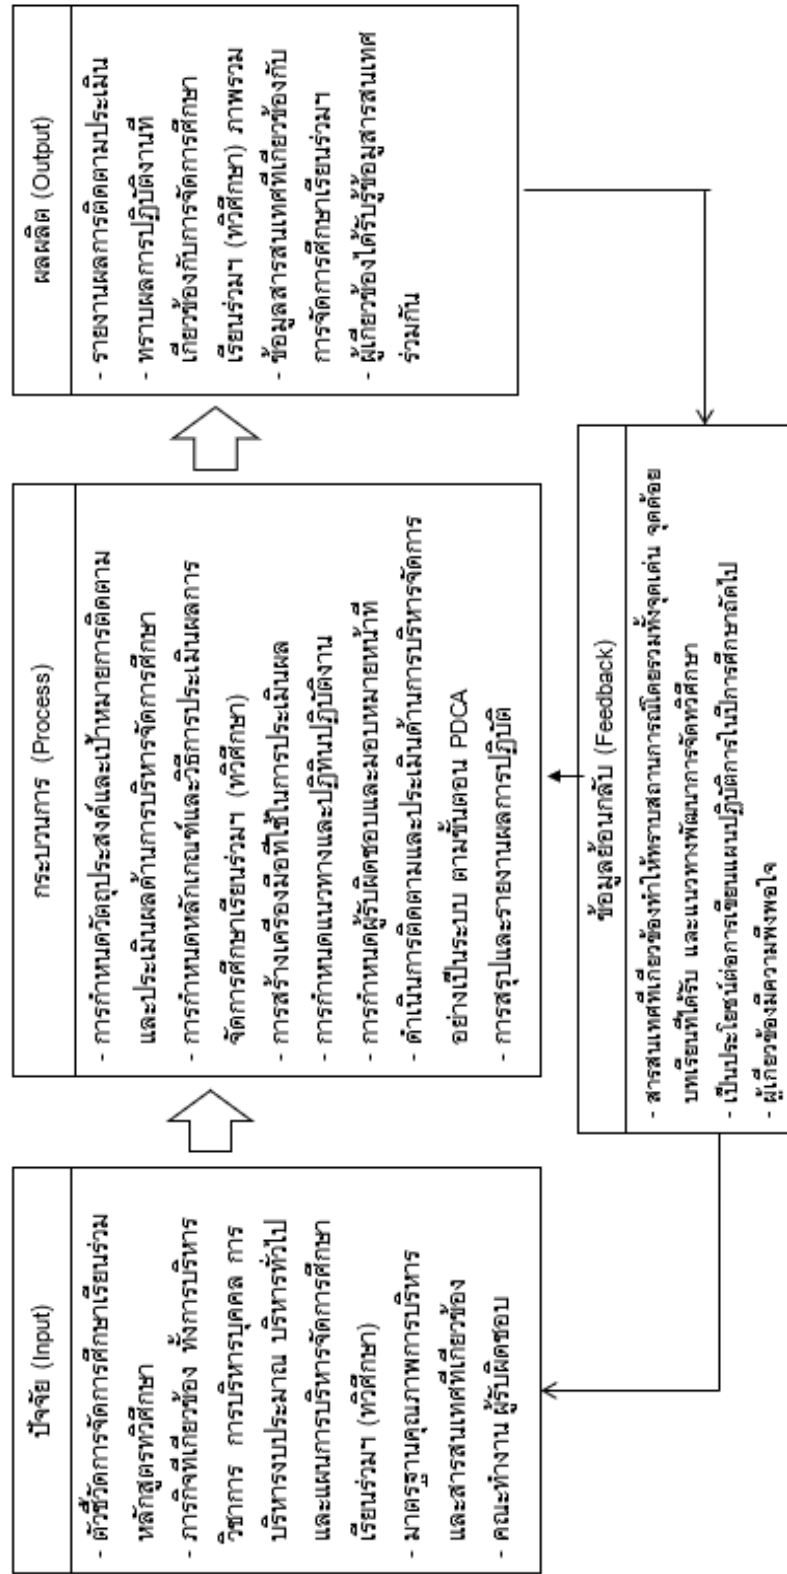 ปัจจัย (Input)
- ตัวชี้วัดการจัดการศึกษาเรียนร่วม
หลักสูตรทวิศึกษา
- ภารกิจที่เกี่ยวข้อง ทั้งการบริหาร
วิชาการ การบริหารบุคคล การ
บริหารงบประมาณ บริหารทั่วไป
และแผนการบริหารจัดการศึกษา
เรียนร่วมฯ (ทวิศึกษา)
- มาตรฐานคุณภาพการบริหาร
และสารสนเทศที่เกี่ยวข้อง
- คณะทำงาน ผู้รับผิดชอบ
กระบวนการ (Process)
- การกำหนดวัตถุประสงค์และเป้าหมายการติดตาม
และประเมินผลด้านการบริหารจัดการศึกษา
- การกำหนดหลักเกณฑ์และวิธีการประเมินผลการ
จัดการศึกษาเรียนร่วมฯ (ทวิศึกษา)
- การสร้างเครื่องมือที่ใช้ในการประเมินผล
- การกำหนดแนวทางและปฏิทินปฏิบัติงาน
- การกำหนดผู้รับผิดชอบและมอบหมายหน้าที่
- ดำเนินการติดตามและประเมินด้านการบริหารจัดการ
อย่างเป็นระบบ ตามขั้นตอน PDCA
- การสรุปและรายงานผลการปฏิบัติ
ผลผลิต (Output)
- รายงานผลการติดตามประเมิน
- ทราบผลการปฏิบัติงานที่
เกี่ยวข้องกับการจัดการศึกษา
เรียนร่วมฯ (ทวิศึกษา) ภาพรวม
- ข้อมูลสารสนเทศที่เกี่ยวข้องกับ
การจัดการศึกษาเรียนร่วมฯ
- ผู้เกี่ยวข้องได้รับรู้ข้อมูลสารสนเทศ
ร่วมกัน
ข้อมูลย้อนกลับ (Feedback)
- สารสนเทศที่เกี่ยวข้องทำให้ทราบสถานการณ์โดยรวมทั้งจุดเด่น จุดด้อย
บทเรียนที่ได้รับ และแนวทางพัฒนาการจัดทวิศึกษา
- เป็นประโยชน์ต่อการเขียนแผนปฏิบัติการในปีการศึกษาถัดไป
- ผู้เกี่ยวข้องมีความพึงพอใจ